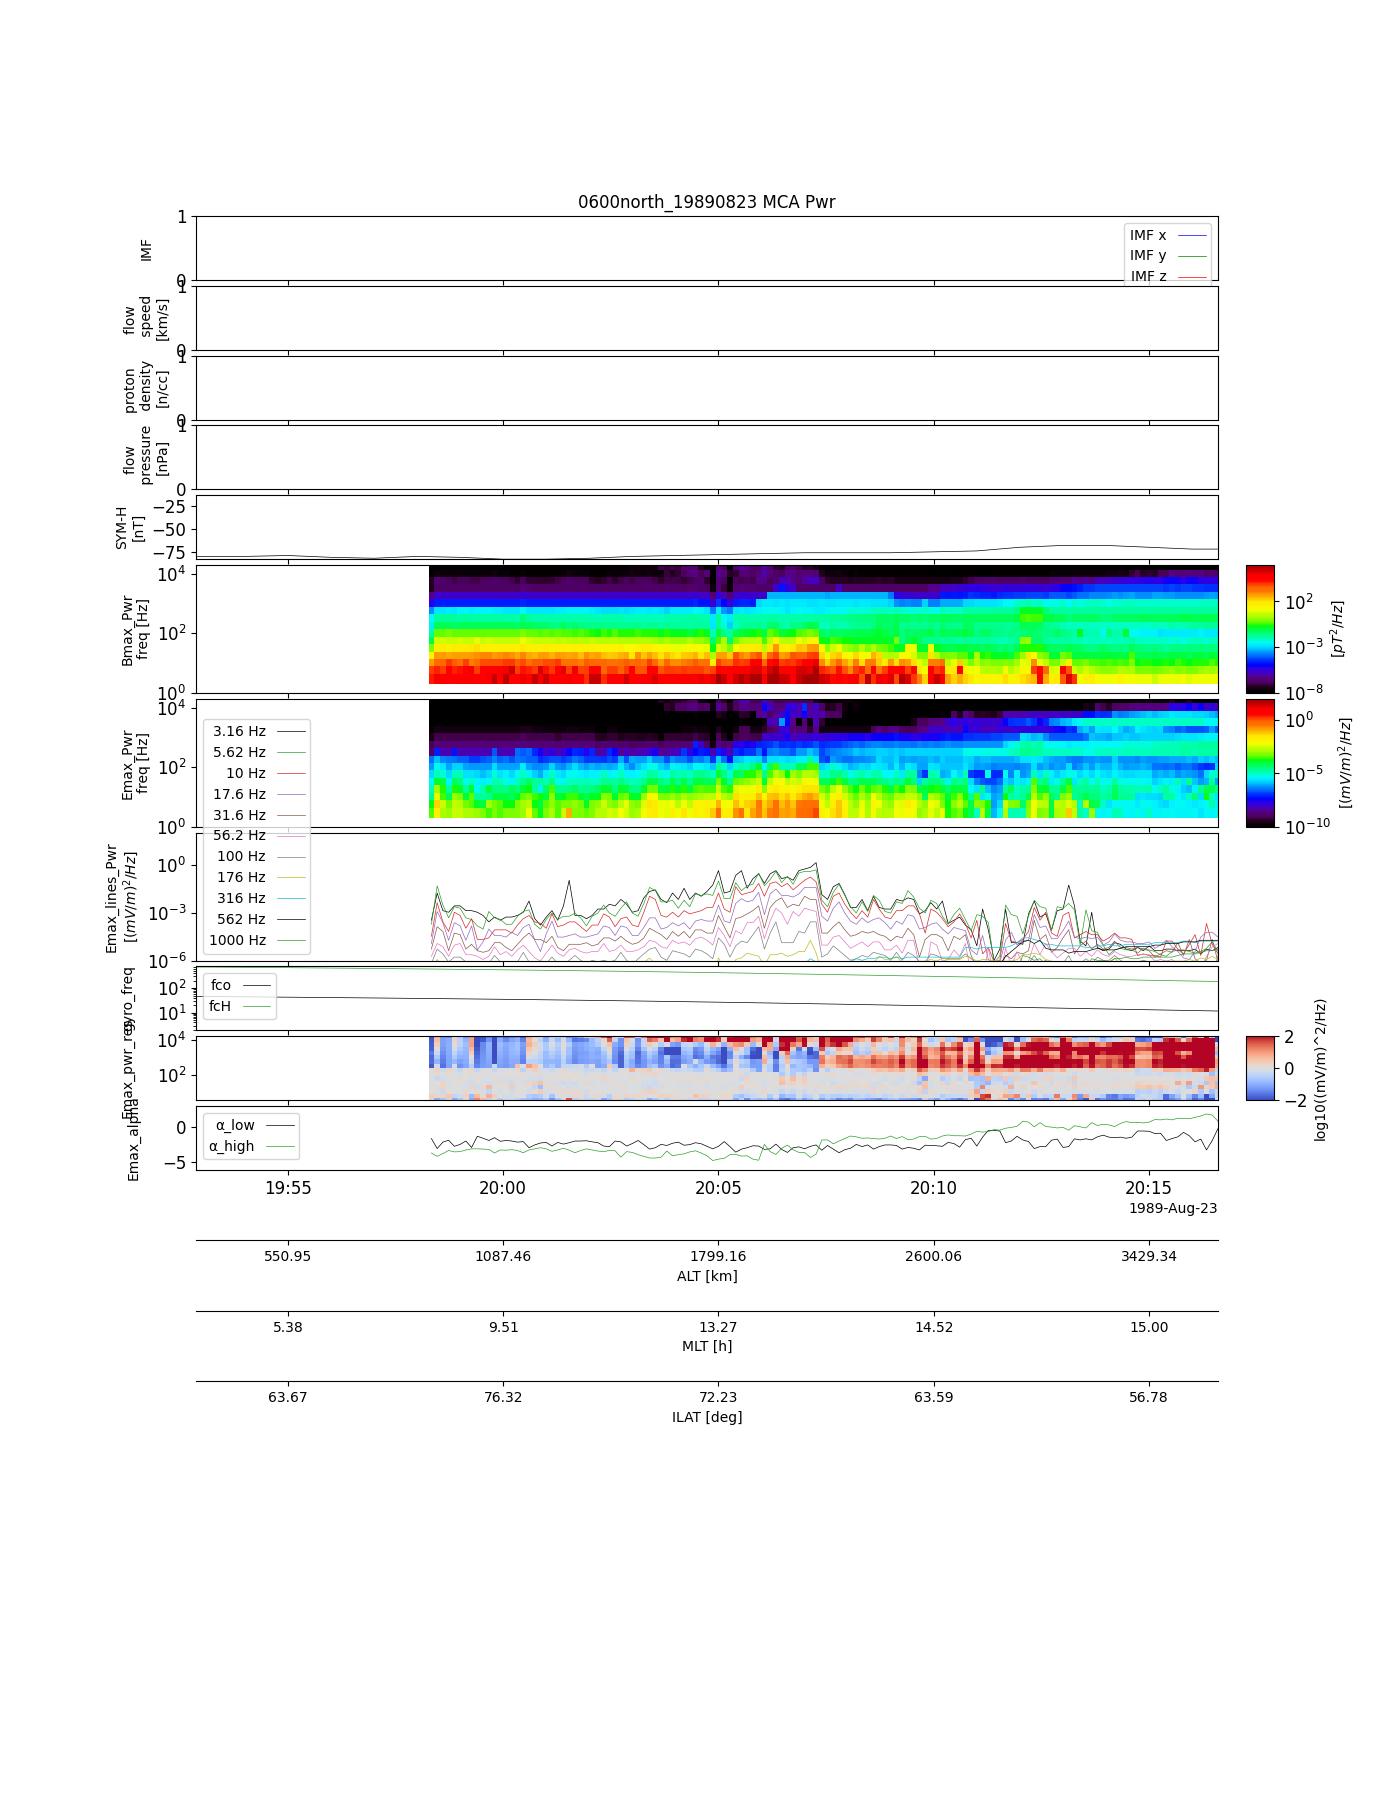 0600north_19890823 MCA Pwr
1
0
IMF
IMF x
IMF y
IMF z
1
0
flow
speed
[km/s]
1
0
proton
density
[n/cc]
1
0
flow
pressure
[nPa]
−25
−50
−75
SYM-H
[nT]
10^4
10^2
10^0
Bmax_Pwr
freq [Hz]
10^2
10^−3
10^−8
[pT^2/Hz]
10^4
10^2
10^0
Emax_Pwr
freq [Hz]
10^0
10^−5
10^−10
[(mV/m)^2/Hz]
3.16 Hz
5.62 Hz
10 Hz
17.6 Hz
31.6 Hz
56.2 Hz
100 Hz
176 Hz
316 Hz
562 Hz
1000 Hz
10^0
10^−3
10^−6
Emax_lines_Pwr
[(mV/m)^2/Hz]
10^2
10^1
gyro_freq
fco
fcH
10^4
10^2
Emax_pwr_res
2
0
−2
log10((mV/m)^2/Hz)
0
−5
Emax_alpha
α_low
α_high
19:55 20:00 20:05 20:10 20:15
1989-Aug-23
550.95 1087.46 1799.16 2600.06 3429.34
ALT [km]
5.38 9.51 13.27 14.52 15.00
MLT [h]
63.67 76.32 72.23 63.59 56.78
ILAT [deg]